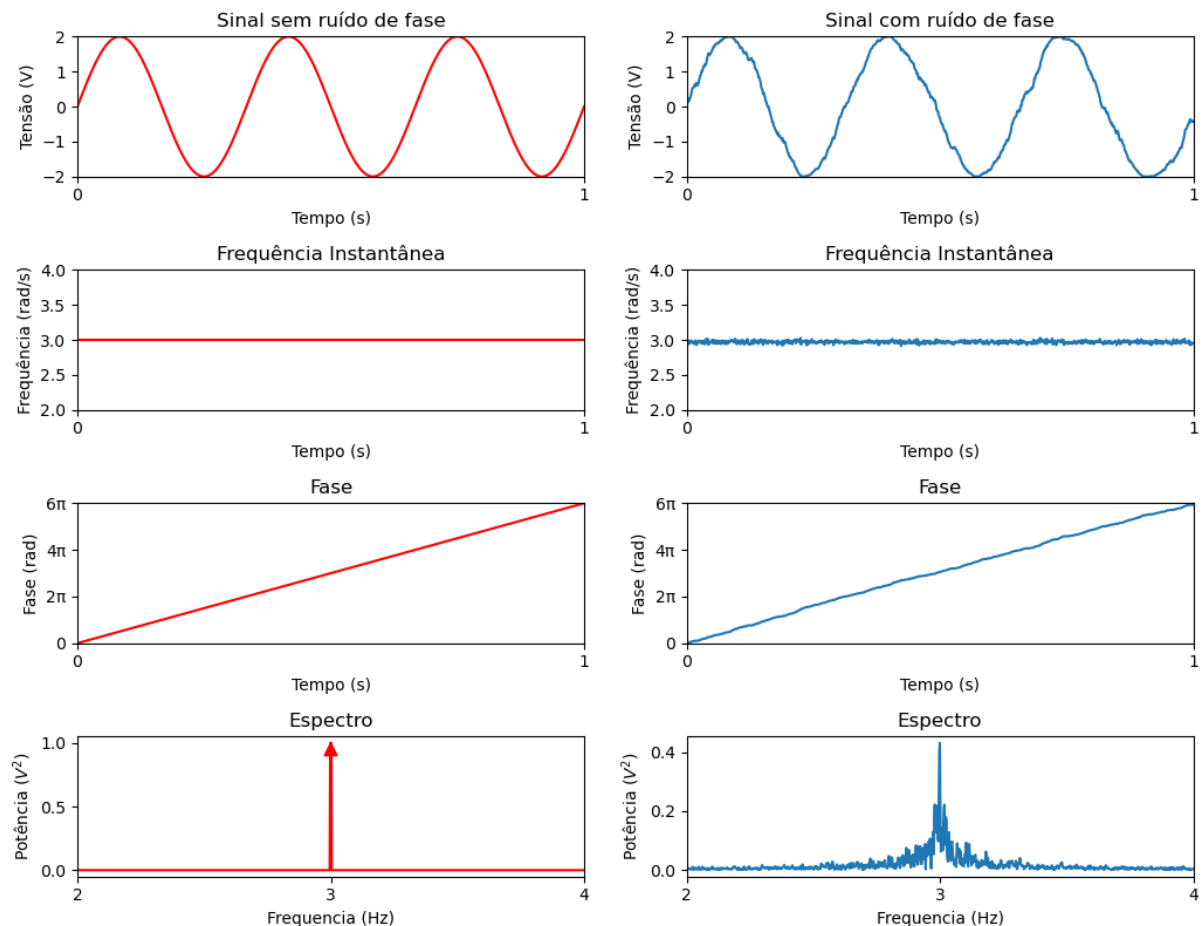 Sinal sem ruído de fase
Sinal com ruído de fase
2
1
0
−1
−2
Tensão (V)
0
1
Tempo (s)
2
1
0
−1
−2
Tensão (V)
0
1
Tempo (s)
Frequência Instantânea
Frequência Instantânea
4.0
3.5
3.0
2.5
2.0
Frequência (rad/s)
0
1
Tempo (s)
4.0
3.5
3.0
2.5
2.0
Frequência (rad/s)
0
1
Tempo (s)
Fase
Fase
6π
4π
2π
0
Fase (rad)
0
1
Tempo (s)
6π
4π
2π
0
Fase (rad)
0
1
Tempo (s)
Espectro
Espectro
1.0
0.5
0.0
Potência (V²)
2
3
4
Frequencia (Hz)
0.4
0.2
0.0
Potência (V²)
2
3
4
Frequencia (Hz)